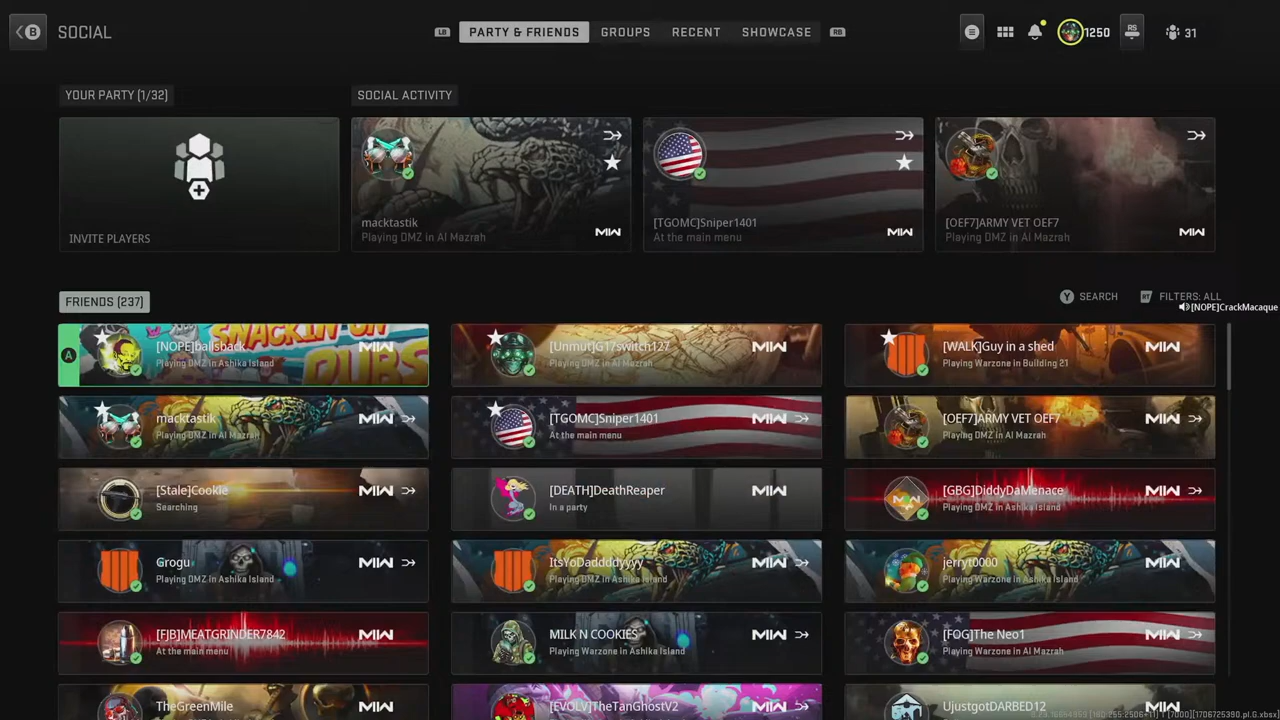 B SOCIAL
LB PARTY & FRIENDS GROUPS RECENT SHOWCASE RB
1250 RS 31
YOUR PARTY (1/32) SOCIAL ACTIVITY
INVITE PLAYERS
macktastik
Playing DMZ in Al Mazrah
[TGOMC]Sniper1401
At the main menu
[OEF7]ARMY VET OEF7
Playing DMZ in Al Mazrah
FRIENDS (237)
Y SEARCH FILTERS: ALL
[NOPE]CrackMacaque
A
SNACKIN' ON DUBS
[NOPE]ballsback
Playing DMZ in Ashika Island
[Unmut]G17switch127
Playing DMZ in Al Mazrah
[WALK]Guy in a shed
Playing Warzone in Building 21
macktastik
Playing DMZ in Al Mazrah
[TGOMC]Sniper1401
At the main menu
[OEF7]ARMY VET OEF7
Playing DMZ in Al Mazrah
[Stale]Cookie
Searching
[DEATH]DeathReaper
In a party
[GBG]DiddyDaMenace
Playing DMZ in Ashika Island
Grogu
Playing DMZ in Ashika Island
ItsYoDaddddyyyy
Playing DMZ in Ashika Island
jerryt0000
Playing Warzone in Ashika Island
[FJB]MEATGRINDER7842
At the main menu
MILK N COOKIES
Playing Warzone in Ashika Island
[FOG]The Neo1
Playing Warzone in Al Mazrah
TheGreenMile
[EVOLV]TheTanGhostV2
UjustgotDARBED12